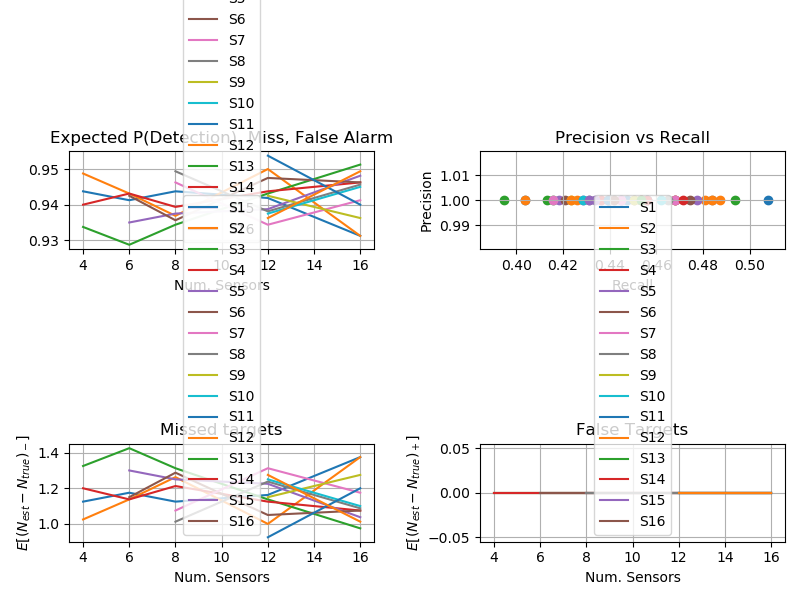 S5
S6
S7
S8
S9
S10
S11
S12
S13
S14
S15
S16
Expected P(Detection), Miss, False Alarm
0.95
0.94
0.93
4
6
8
10
12
14
16
Num. Sensors
Precision vs Recall
1.01
1.00
0.99
Precision
0.40
0.42
0.44
0.46
0.48
0.50
Recall
S1
S2
S3
S4
S5
S6
S7
S8
S9
S10
S11
S12
S13
S14
S15
S16
Missed targets
1.4
1.2
1.0
E[(N_est − N_true)_−]
4
6
8
10
12
14
16
Num. Sensors
S1
S2
S3
S4
S5
S6
S7
S8
S9
S10
S11
S12
S13
S14
S15
S16
False Targets
0.05
0.00
−0.05
E[(N_est − N_true)_+]
4
6
8
10
12
14
16
Num. Sensors